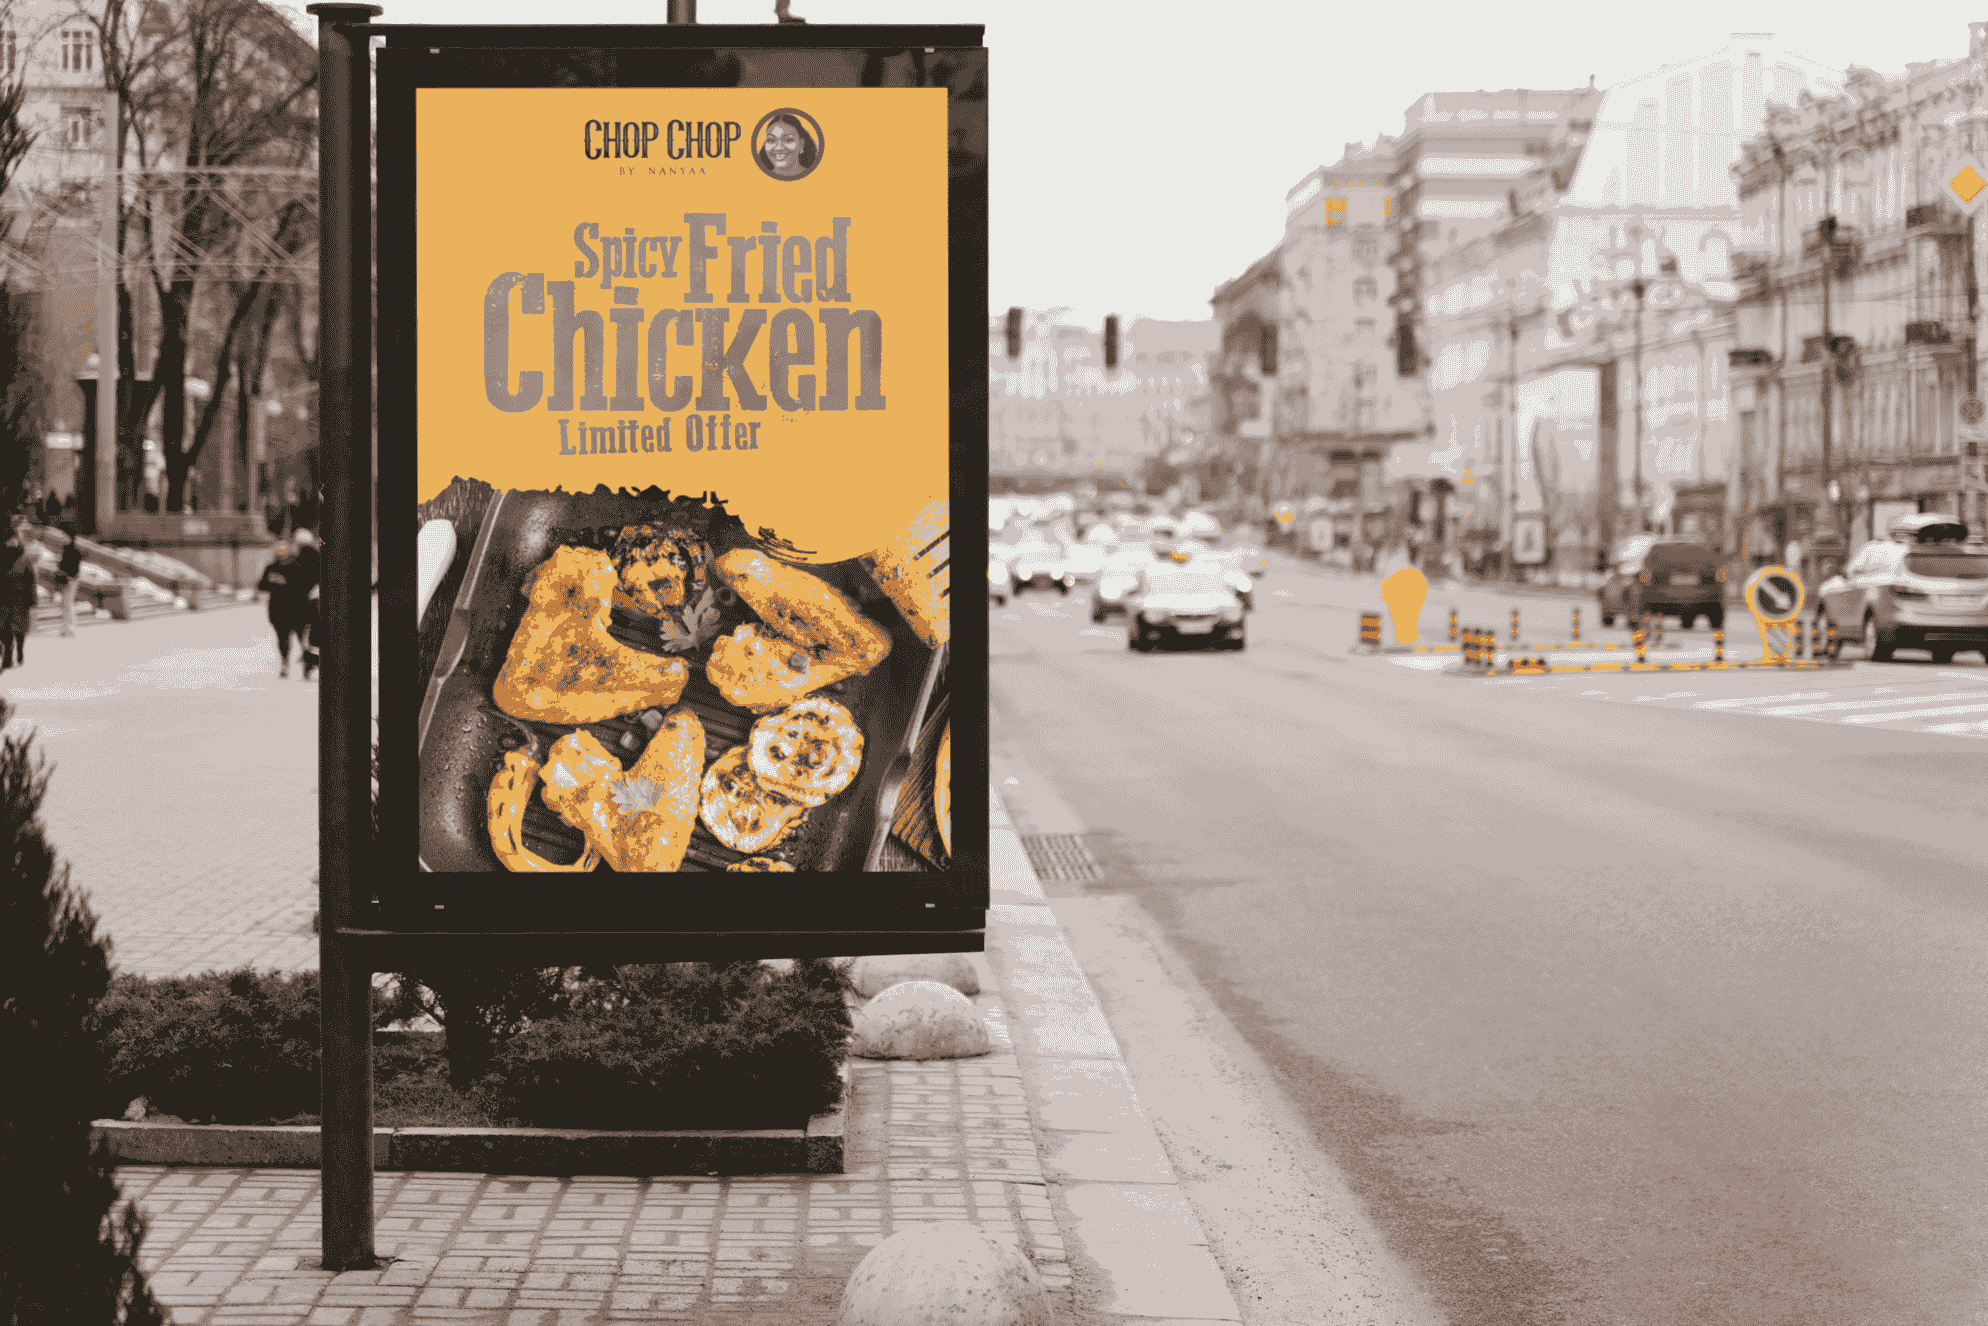 CHOP CHOP
BY NANYAA
Spicy Fried
Chicken
Limited Offer